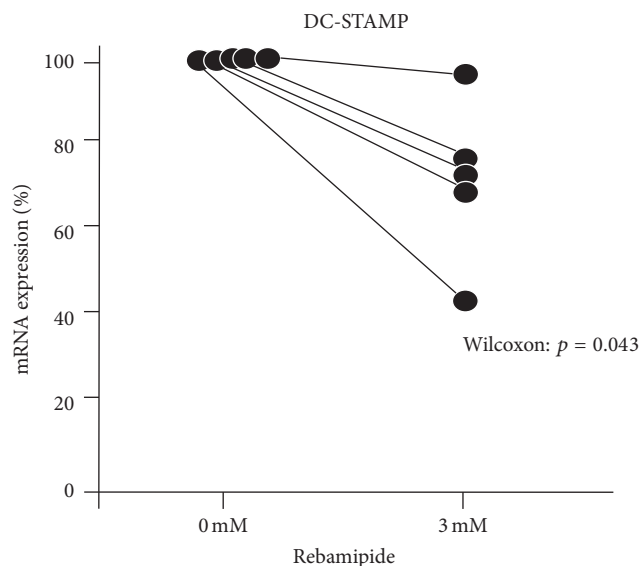 DC-STAMP
100
80
60
40
20
0
mRNA expression (%)
Wilcoxon: p = 0.043
0 mM
3 mM
Rebamipide